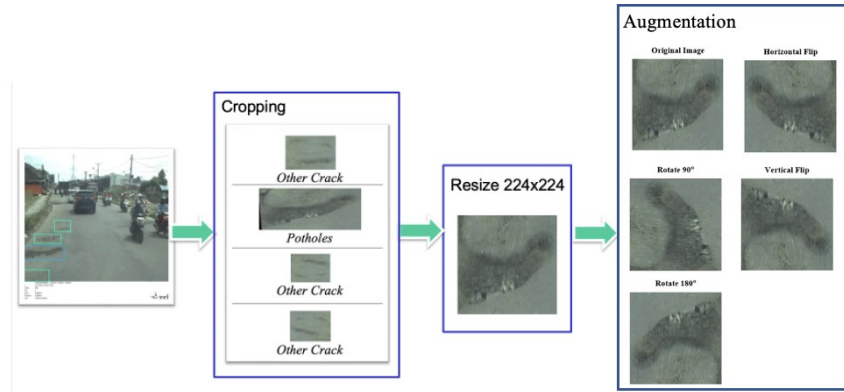 Cropping
Other Crack
Potholes
Other Crack
Other Crack
Resize 224x224
Augmentation
Original Image
Horizontal Flip
Rotate 90°
Vertical Flip
Rotate 180°